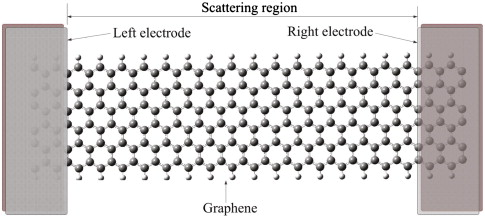 Scattering region
Left electrode
Right electrode
Graphene